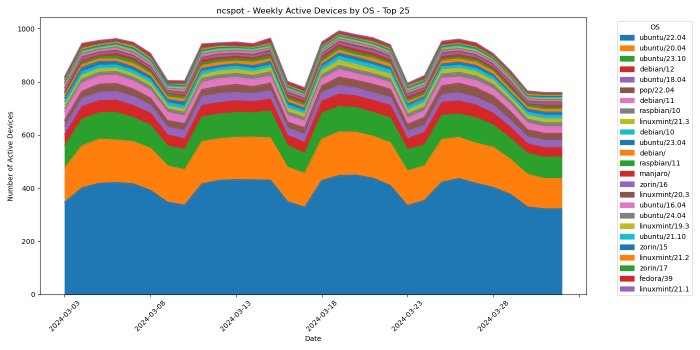 ncspot - Weekly Active Devices by OS - Top 25
Number of Active Devices
1000
800
600
400
200
0
2024-03-03
2024-03-08
2024-03-13
2024-03-18
2024-03-23
2024-03-28
Date
OS
ubuntu/22.04
ubuntu/20.04
ubuntu/23.10
debian/12
ubuntu/18.04
pop/22.04
debian/11
raspbian/10
linuxmint/21.3
debian/10
ubuntu/23.04
debian/
raspbian/11
manjaro/
zorin/16
linuxmint/20.3
ubuntu/16.04
ubuntu/24.04
linuxmint/19.3
ubuntu/21.10
zorin/15
linuxmint/21.2
zorin/17
fedora/39
linuxmint/21.1